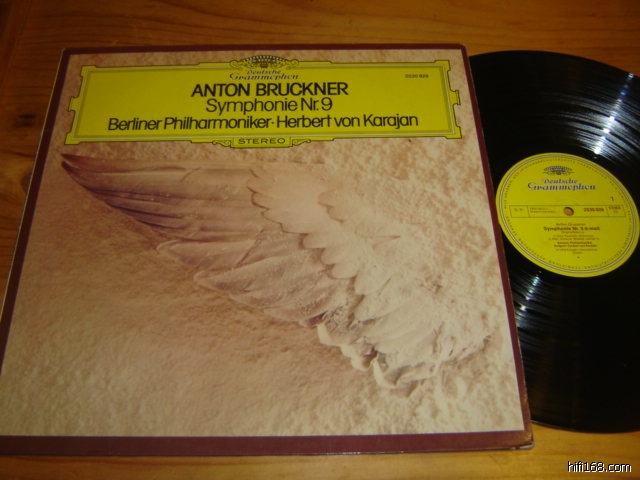 Deutsche
Grammophon
2530 828
ANTON BRUCKNER
Symphonie Nr. 9
Berliner Philharmoniker · Herbert von Karajan
STEREO
Deutsche
Grammophon
1
2530 828
Symphonie Nr. 9 d-moll
hifi168.com